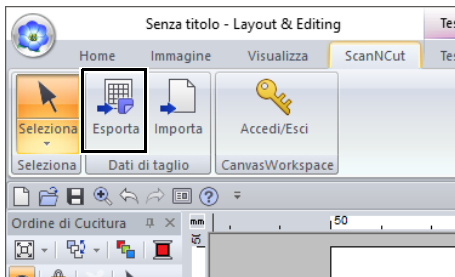 Senza titolo - Layout & Editing
Home Immagine Visualizza ScanNCut
Seleziona Esporta Importa Accedi/Esci
Seleziona Dati di taglio CanvasWorkspace
Ordine di Cucitura mm 50